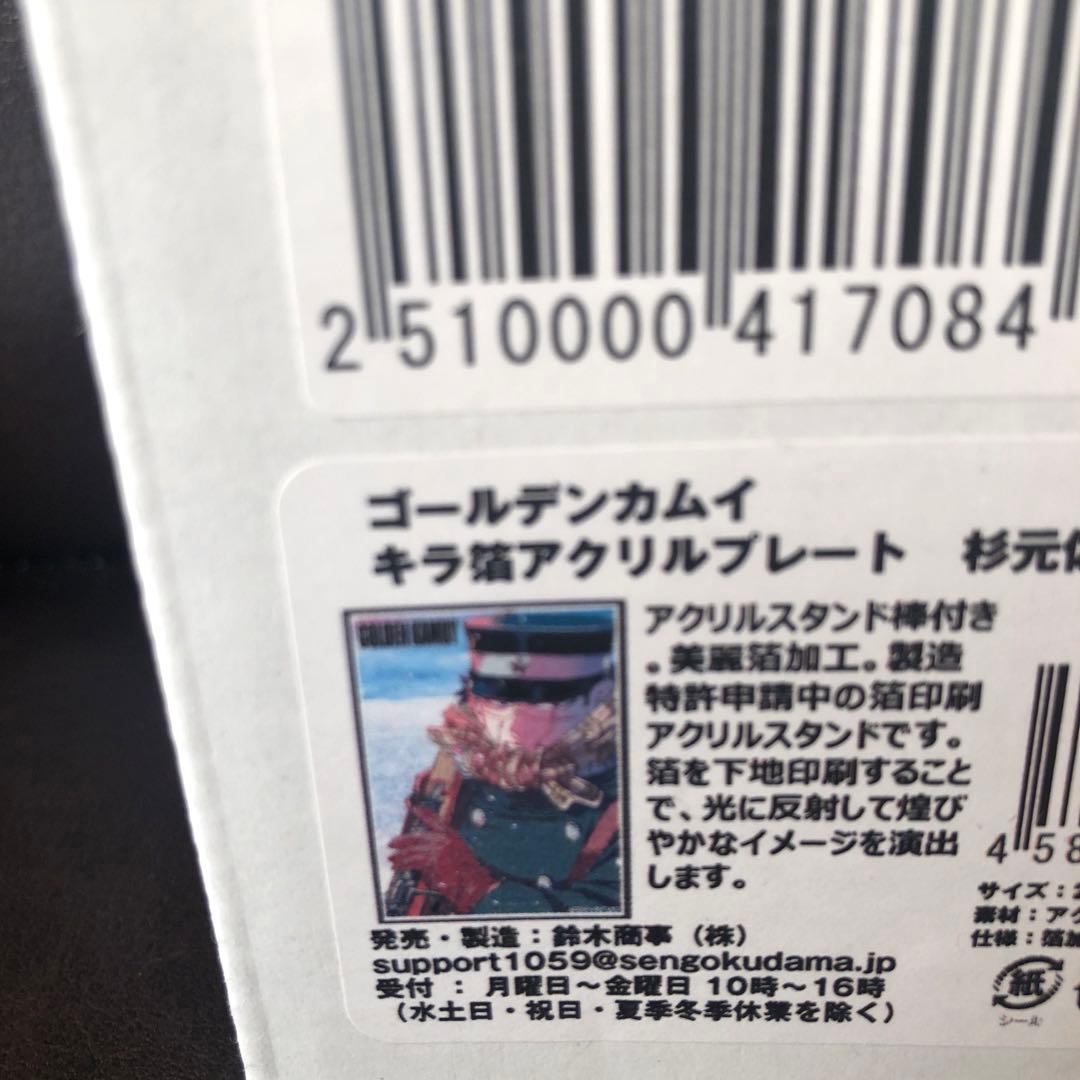 2 510000 417084
ゴールデンカムイ
キラ箔アクリルプレート 杉元佐
GOLDEN KAMUY
アクリルスタンド棒付き
。美麗箔加工。製造
特許申請中の箔印刷
アクリルスタンドです。
箔を下地印刷すること
で、光に反射して煌び
やかなイメージを演出
します。
4 58
サイズ：2
素材：アク
仕様：箔加
発売・製造：鈴木商事（株）
support1059@sengokudama.jp
受付 ： 月曜日～金曜日 10時～16時
（水土日・祝日・夏季冬季休業を除く）
紙
シール